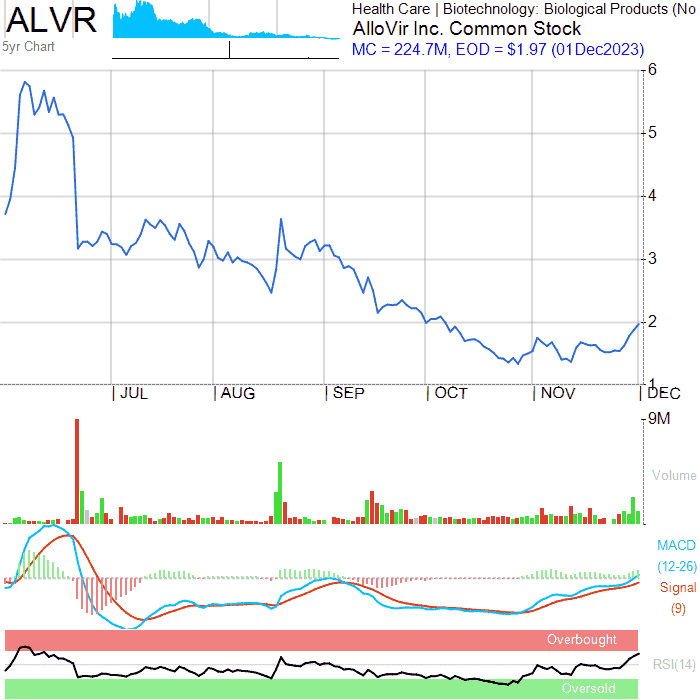 ALVR
5yr Chart
Health Care | Biotechnology: Biological Products (No
AlloVir Inc. Common Stock
MC = 224.7M, EOD = $1.97 (01Dec2023)
6
5
4
3
2
1
JUL AUG SEP OCT NOV DEC
9M
Volume
MACD
(12-26)
Signal
(9)
Overbought
RSI(14)
Oversold